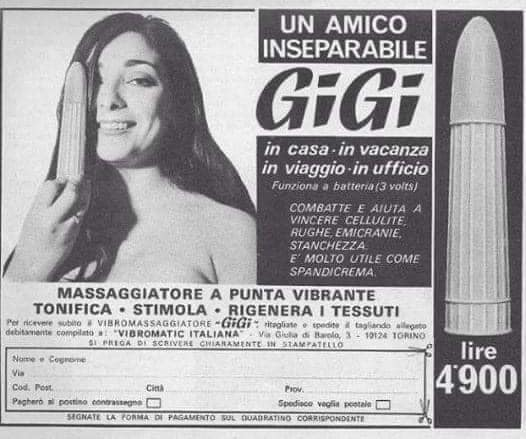 UN AMICO
INSEPARABILE
GiGi
in casa · in vacanza
in viaggio · in ufficio
Funziona a batteria (3 volts)
COMBATTE E AIUTA A
VINCERE CELLULITE,
RUGHE, EMICRANIE,
STANCHEZZA.
E' MOLTO UTILE COME
SPANDICREMA.
MASSAGGIATORE A PUNTA VIBRANTE
TONIFICA · STIMOLA · RIGENERA I TESSUTI
Per ricevere subito il VIBROMASSAGGIATORE "GiGi", ritagliate e spedite il tagliando allegato
debitamente compilato a: "VIBROMATIC ITALIANA" - Via Giulia di Barolo, 3 - 10124 TORINO
SI PREGA DI SCRIVERE CHIARAMENTE IN STAMPATELLO
Nome e Cognome
Via
Cod. Post. Città Prov.
Pagherò al postino contrassegno Spedisco vaglia postale
SEGNATE LA FORMA DI PAGAMENTO SUL QUADRATINO CORRISPONDENTE
lire
4.900